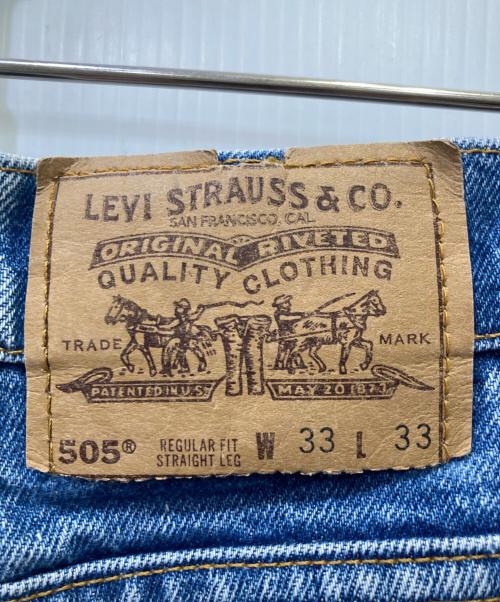 LEVI STRAUSS & CO.
SAN FRANCISCO, CAL
ORIGINAL RIVETED
QUALITY CLOTHING
TRADE MARK
PATENTED IN U.S. MAY 20 1873
505® REGULAR FIT W 33 L 33
STRAIGHT LEG